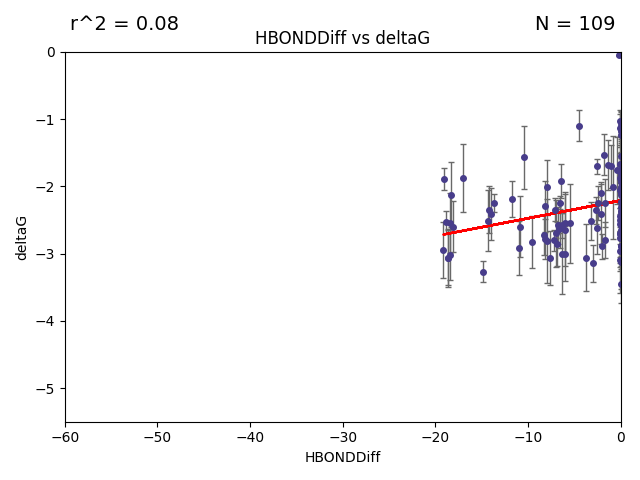 r^2 = 0.08
N = 109
HBONDDiff vs deltaG
deltaG
0
−1
−2
−3
−4
−5
−60
−50
−40
−30
−20
−10
0
HBONDDiff